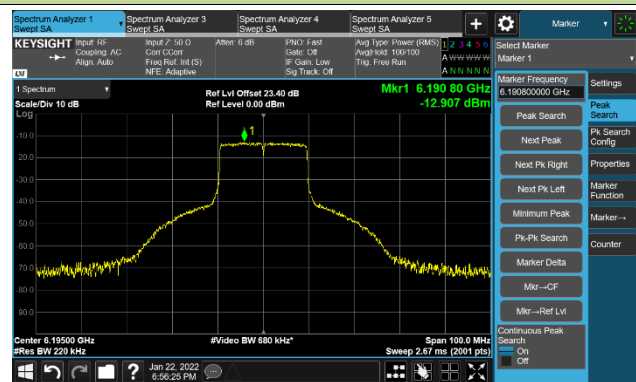 Spectrum Analyzer 1
Swept SA
Spectrum Analyzer 3
Swept SA
Spectrum Analyzer 4
Swept SA
Spectrum Analyzer 5
Swept SA
Marker
KEYSIGHT
Input: RF
Coupling: AC
Align: Auto
Input Z: 50 Ω
Corr CCorr
Freq Ref: Int (S)
NFE: Adaptive
Atten: 6 dB
PNO: Fast
Gate: Off
IF Gain: Low
Sig Track: Off
Avg Type: Power (RMS)
Avg|Hold: 100/100
Trig: Free Run
1 2 3 4 5 6
A WWWWW
A N N N N N
Select Marker
Marker 1
LXI
1 Spectrum
Scale/Div 10 dB
Log
Ref Lvl Offset 23.40 dB
Ref Level 0.00 dBm
Mkr1 6.190 80 GHz
-12.907 dBm
1
-10.0
-20.0
-30.0
-40.0
-50.0
-60.0
-70.0
-80.0
-90.0
Center 6.19500 GHz
#Res BW 220 kHz
#Video BW 680 kHz*
Span 100.0 MHz
Sweep 2.67 ms (2001 pts)
Marker Frequency
6.190800000 GHz
Peak Search
Next Peak
Next Pk Right
Next Pk Left
Minimum Peak
Pk-Pk Search
Marker Delta
Mkr→CF
Mkr→Ref Lvl
Continuous Peak
Search
On
Off
Settings
Peak
Search
Pk Search
Config
Properties
Marker
Function
Marker→
Counter
?
Jan 22, 2022
6:56:25 PM